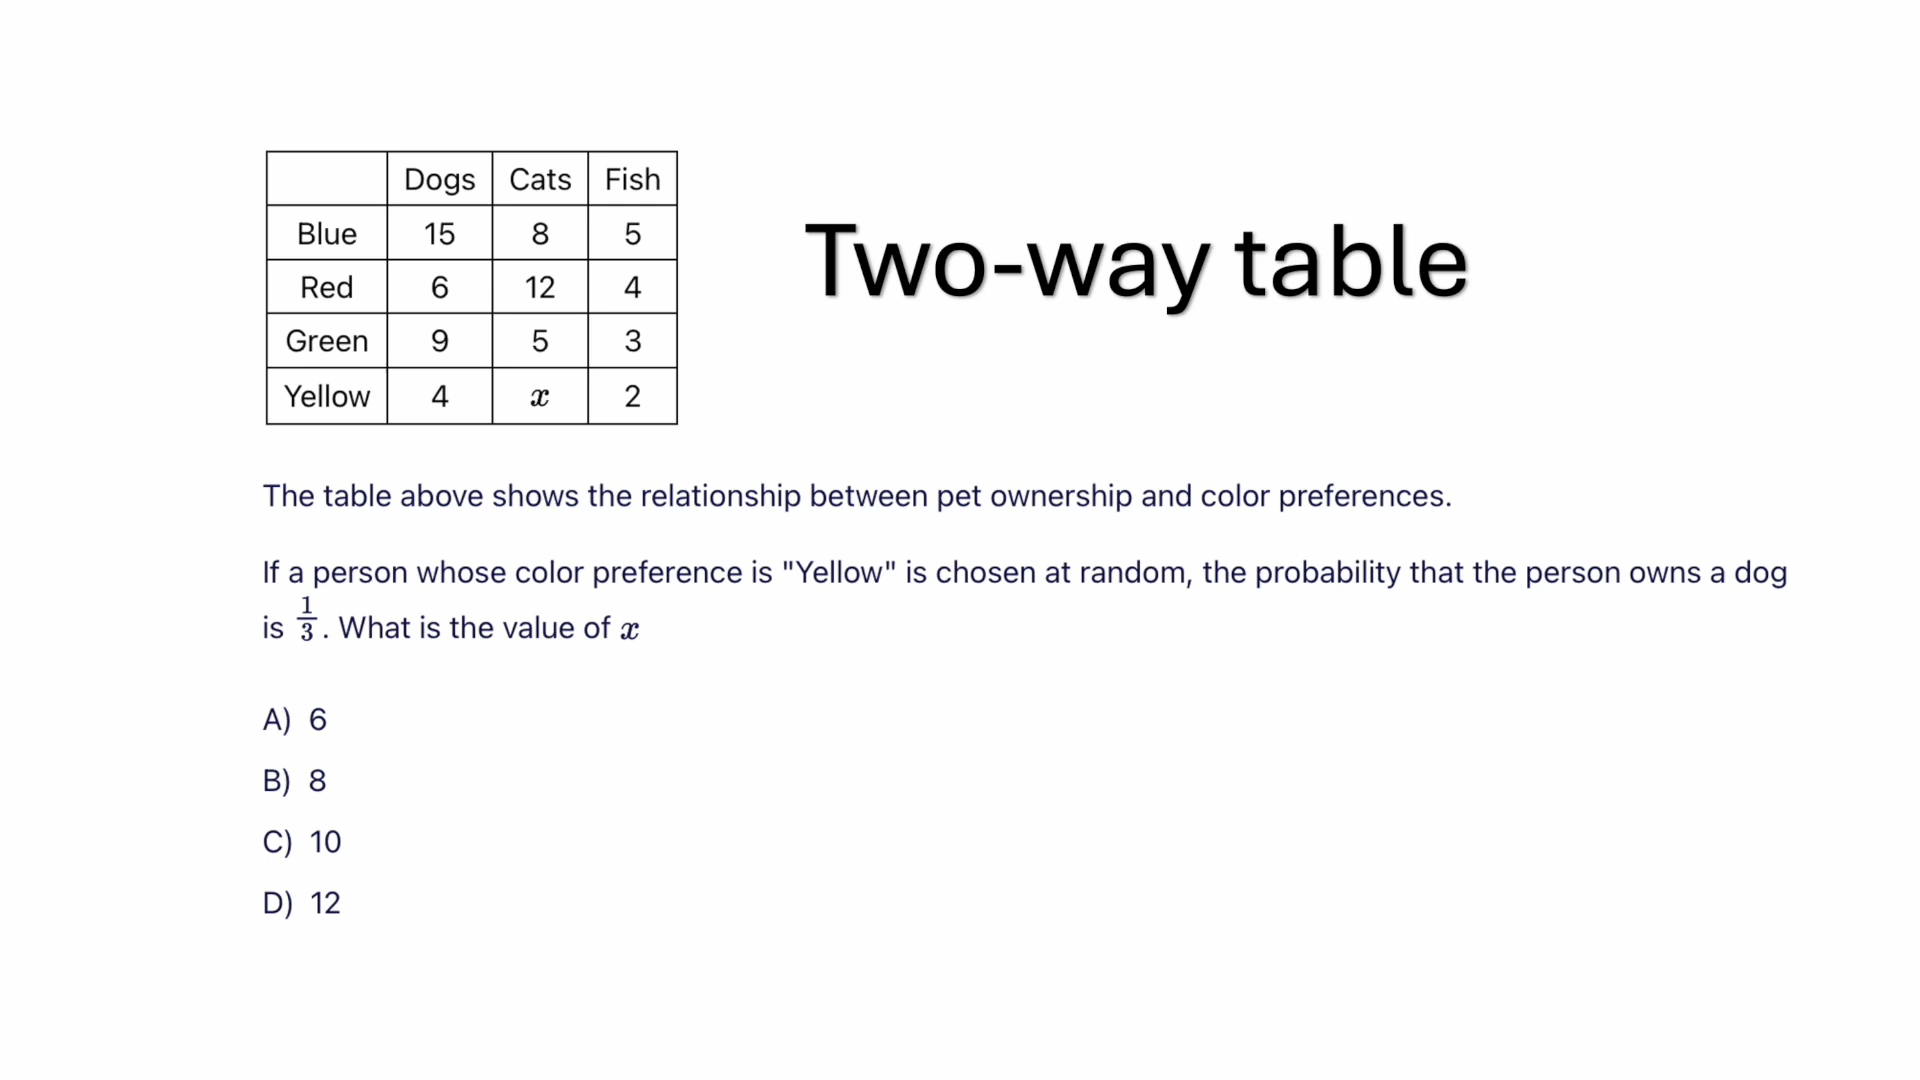 Dogs Cats Fish
Blue 15 8 5
Red 6 12 4
Green 9 5 3
Yellow 4 x 2
Two-way table
The table above shows the relationship between pet ownership and color preferences.
If a person whose color preference is "Yellow" is chosen at random, the probability that the person owns a dog
is 1/3. What is the value of x
A) 6
B) 8
C) 10
D) 12